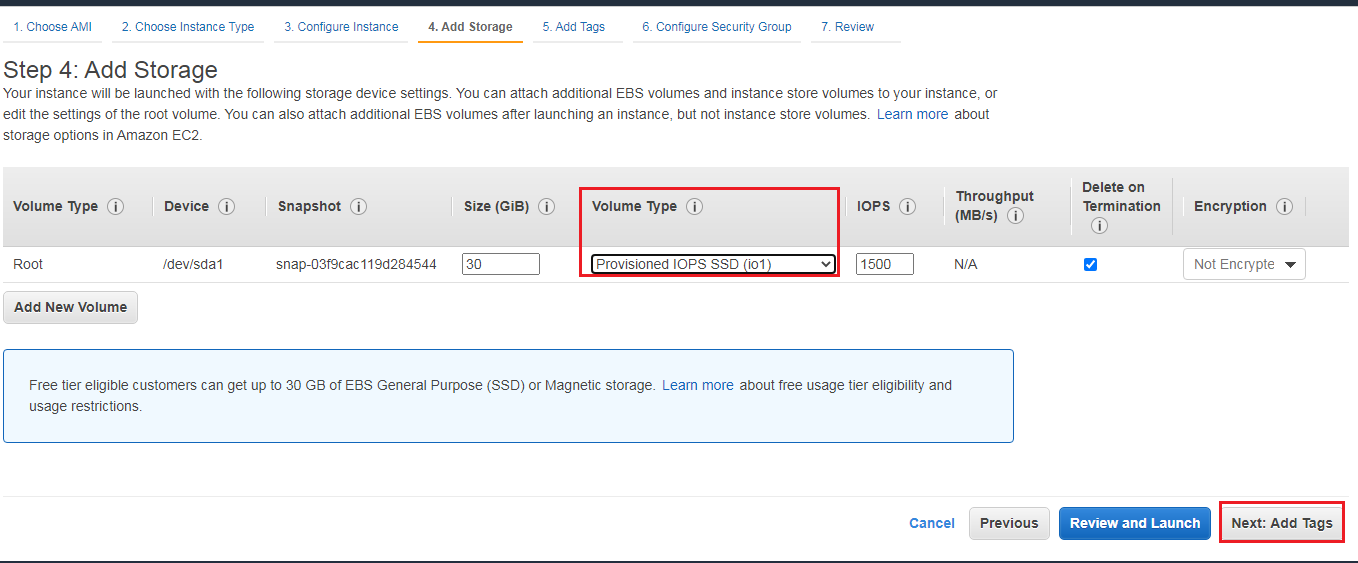 1. Choose AMI 2. Choose Instance Type 3. Configure Instance 4. Add Storage 5. Add Tags 6. Configure Security Group 7. Review
Step 4: Add Storage
Your instance will be launched with the following storage device settings. You can attach additional EBS volumes and instance store volumes to your instance, or
edit the settings of the root volume. You can also attach additional EBS volumes after launching an instance, but not instance store volumes. Learn more about
storage options in Amazon EC2.
Volume Type i Device i Snapshot i Size (GiB) i Volume Type i IOPS i Throughput (MB/s) i Delete on Termination i Encryption i
Root /dev/sda1 snap-03f9cac119d284544 30 Provisioned IOPS SSD (io1) 1500 N/A Not Encrypte
Add New Volume
Free tier eligible customers can get up to 30 GB of EBS General Purpose (SSD) or Magnetic storage. Learn more about free usage tier eligibility and
usage restrictions.
Cancel Previous Review and Launch Next: Add Tags